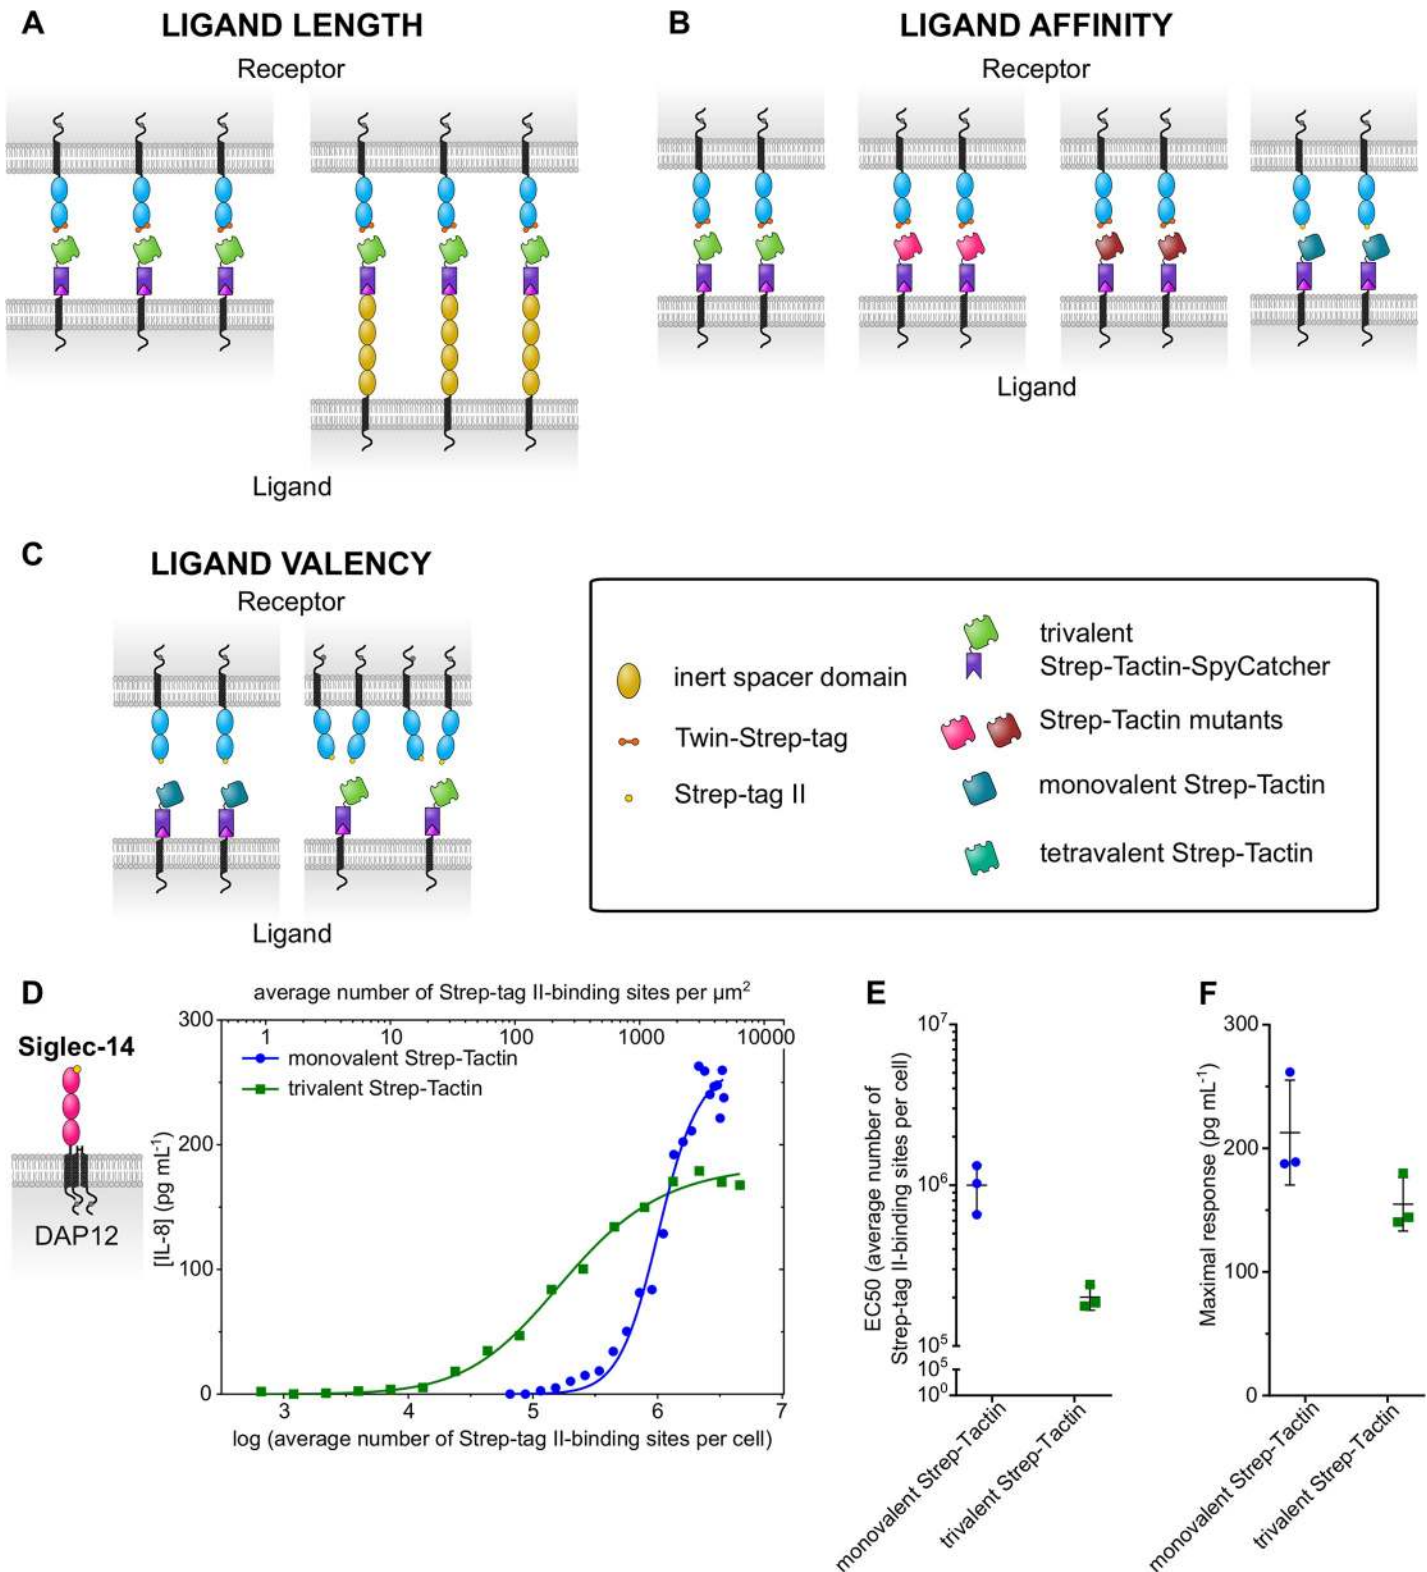 A
LIGAND LENGTH
Receptor
Ligand
B
LIGAND AFFINITY
Receptor
Ligand
C
LIGAND VALENCY
Receptor
Ligand
inert spacer domain
Twin-Strep-tag
Strep-tag II
trivalent
Strep-Tactin-SpyCatcher
Strep-Tactin mutants
monovalent Strep-Tactin
tetravalent Strep-Tactin
D
Siglec-14
DAP12
average number of Strep-tag II-binding sites per µm²
1 10 100 1000 10000
monovalent Strep-Tactin
trivalent Strep-Tactin
[IL-8] (pg mL⁻¹)
300
200
100
0
3 4 5 6 7
log (average number of Strep-tag II-binding sites per cell)
E
EC50 (average number of
Strep-tag II-binding sites per cell)
10⁷
10⁶
10⁵
10⁵
10⁰
monovalent Strep-Tactin
trivalent Strep-Tactin
F
Maximal response (pg mL⁻¹)
300
200
100
0
monovalent Strep-Tactin
trivalent Strep-Tactin